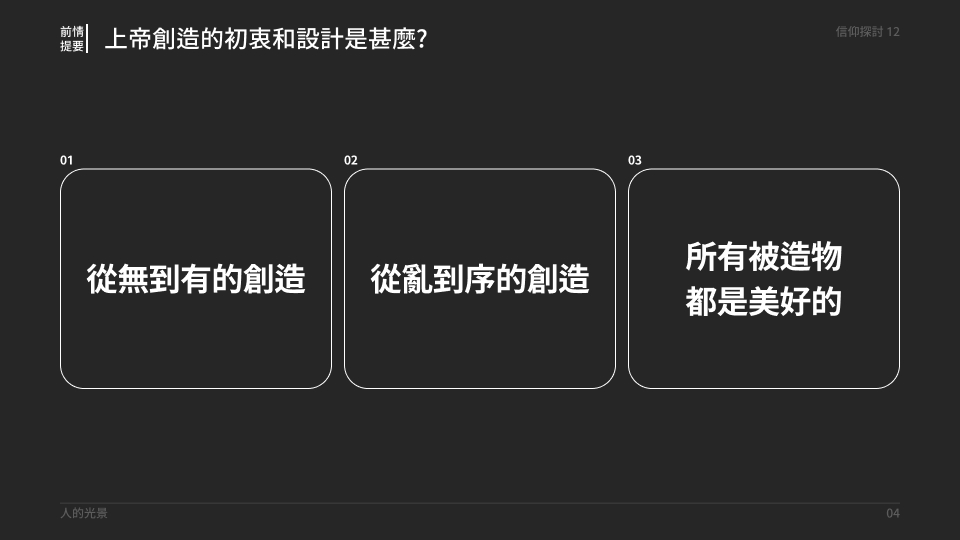 前情
提要
上帝創造的初衷和設計是甚麼?
信仰探討 12
01
從無到有的創造
02
從亂到序的創造
03
所有被造物
都是美好的
人的光景
04